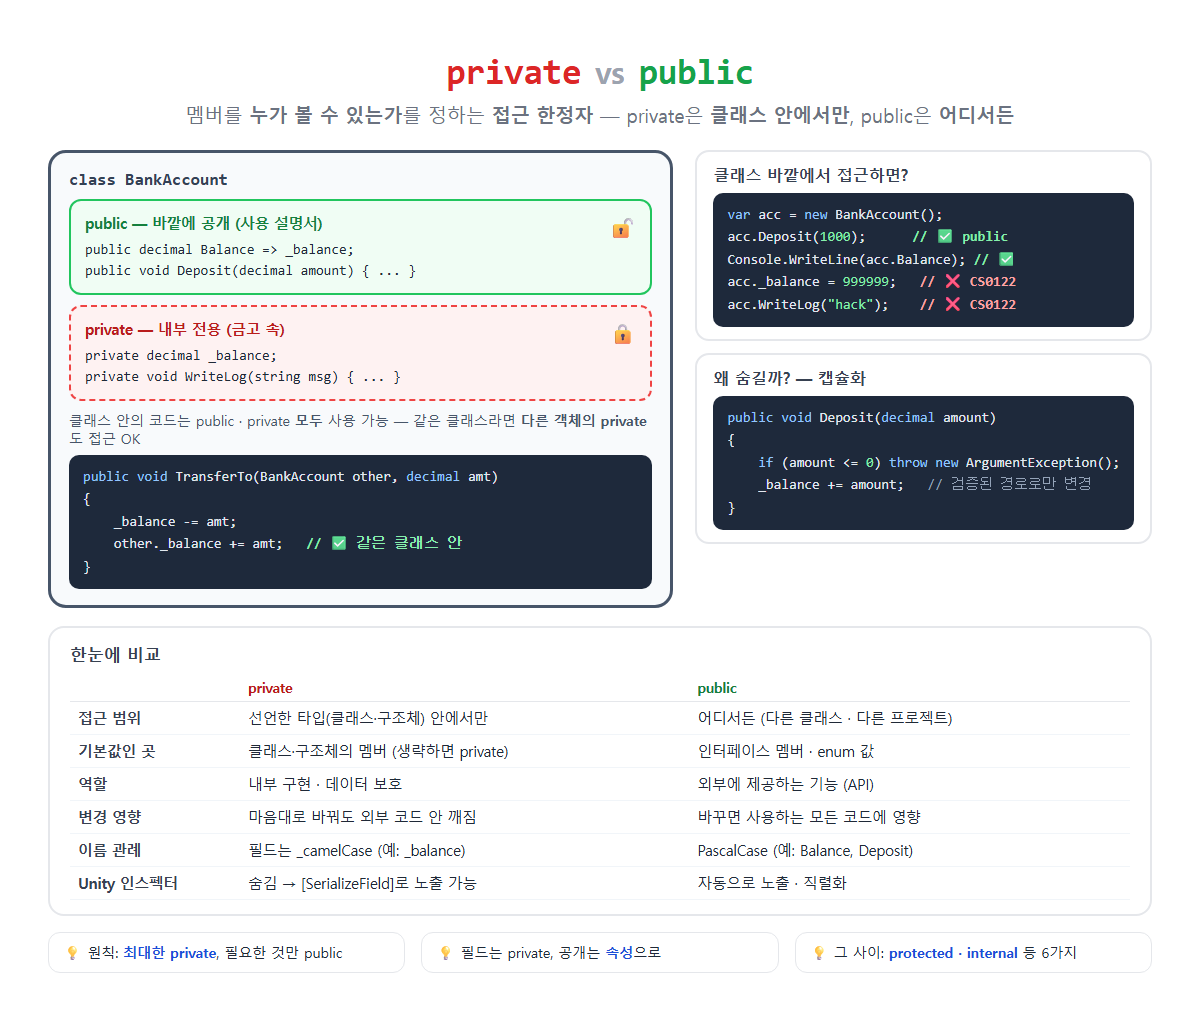 private vs public
멤버를 누가 볼 수 있는가를 정하는 접근 한정자 — private은 클래스 안에서만, public은 어디서든
class BankAccount
public — 바깥에 공개 (사용 설명서)
public decimal Balance => _balance;
public void Deposit(decimal amount) { ... }
private — 내부 전용 (금고 속)
private decimal _balance;
private void WriteLog(string msg) { ... }
클래스 안의 코드는 public · private 모두 사용 가능 — 같은 클래스라면 다른 객체의 private
도 접근 OK
public void TransferTo(BankAccount other, decimal amt)
{
    _balance -= amt;
    other._balance += amt;   // ✅ 같은 클래스 안
}
클래스 바깥에서 접근하면?
var acc = new BankAccount();
acc.Deposit(1000);      // ✅ public
Console.WriteLine(acc.Balance); // ✅
acc._balance = 999999;   // ❌ CS0122
acc.WriteLog("hack");    // ❌ CS0122
왜 숨길까? — 캡슐화
public void Deposit(decimal amount)
{
    if (amount <= 0) throw new ArgumentException();
    _balance += amount;   // 검증된 경로로만 변경
}
한눈에 비교
private public
접근 범위 선언한 타입(클래스·구조체) 안에서만 어디서든 (다른 클래스 · 다른 프로젝트)
기본값인 곳 클래스·구조체의 멤버 (생략하면 private) 인터페이스 멤버 · enum 값
역할 내부 구현 · 데이터 보호 외부에 제공하는 기능 (API)
변경 영향 마음대로 바꿔도 외부 코드 안 깨짐 바꾸면 사용하는 모든 코드에 영향
이름 관례 필드는 _camelCase (예: _balance) PascalCase (예: Balance, Deposit)
Unity 인스펙터 숨김 → [SerializeField]로 노출 가능 자동으로 노출 · 직렬화
💡 원칙: 최대한 private, 필요한 것만 public
💡 필드는 private, 공개는 속성으로
💡 그 사이: protected · internal 등 6가지